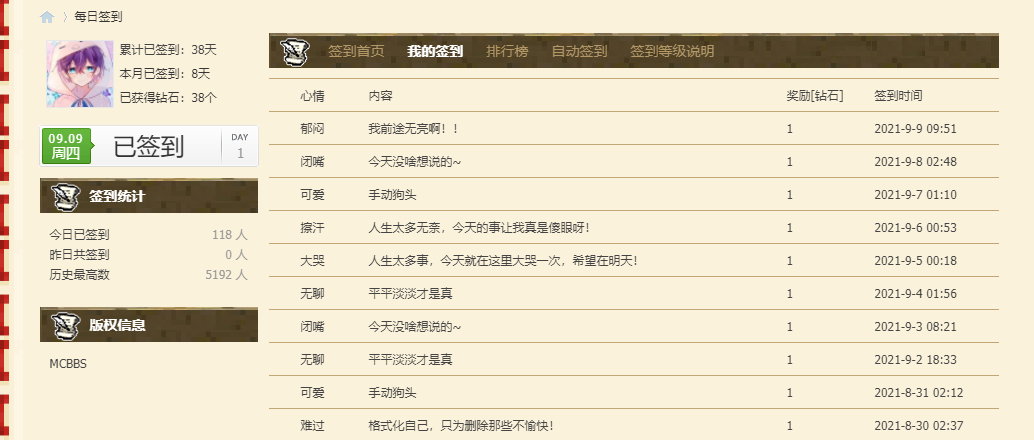 每日签到
累计已签到：38天
本月已签到：8天
已获得钻石：38个
09.09
周四
已签到
DAY
1
签到统计
今日已签到 118 人
昨日共签到 0 人
历史最高数 5192 人
版权信息
MCBBS
签到首页 我的签到 排行榜 自动签到 签到等级说明
心情 内容 奖励[钻石] 签到时间
郁闷 我前途无亮啊！！ 1 2021-9-9 09:51
闭嘴 今天没啥想说的~ 1 2021-9-8 02:48
可爱 手动狗头 1 2021-9-7 01:10
擦汗 人生太多无亲，今天的事让我真是傻眼呀！ 1 2021-9-6 00:53
大哭 人生太多事，今天就在这里大哭一次，希望在明天！ 1 2021-9-5 00:18
无聊 平平淡淡才是真 1 2021-9-4 01:56
闭嘴 今天没啥想说的~ 1 2021-9-3 08:21
无聊 平平淡淡才是真 1 2021-9-2 18:33
可爱 手动狗头 1 2021-8-31 02:12
难过 格式化自己，只为删除那些不愉快！ 1 2021-8-30 02:37